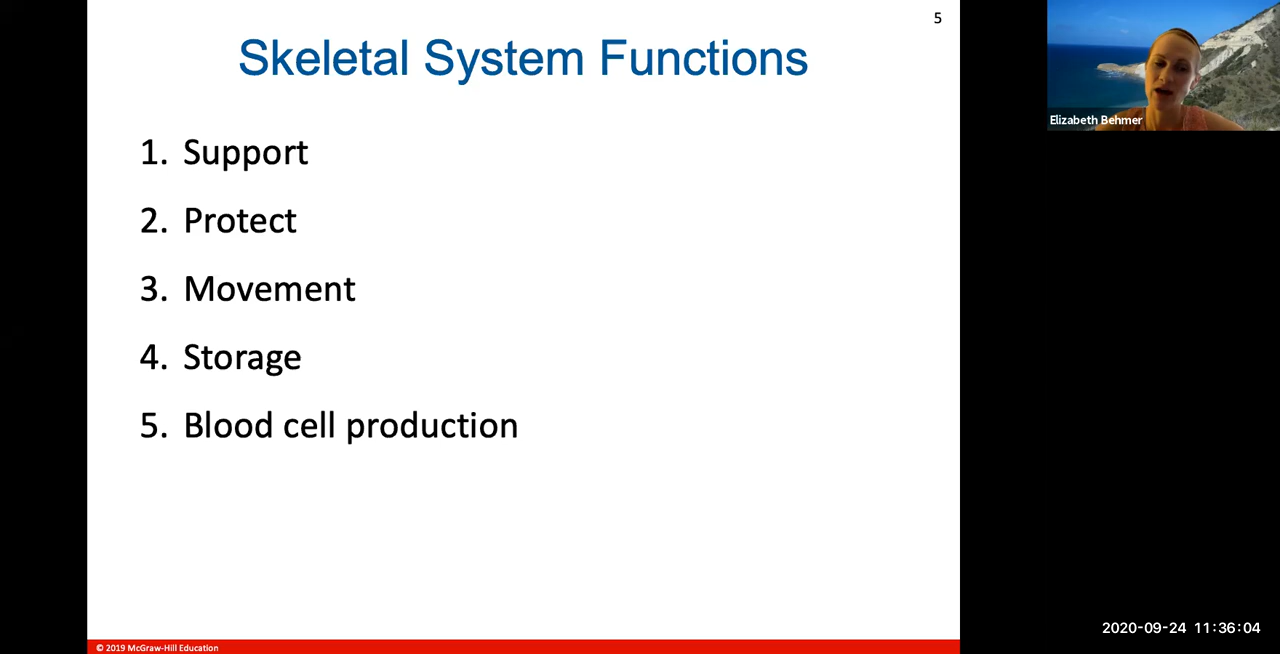 5
Skeletal System Functions
1. Support
2. Protect
3. Movement
4. Storage
5. Blood cell production
Elizabeth Behmer
2020-09-24 11:36:04
© 2019 McGraw-Hill Education